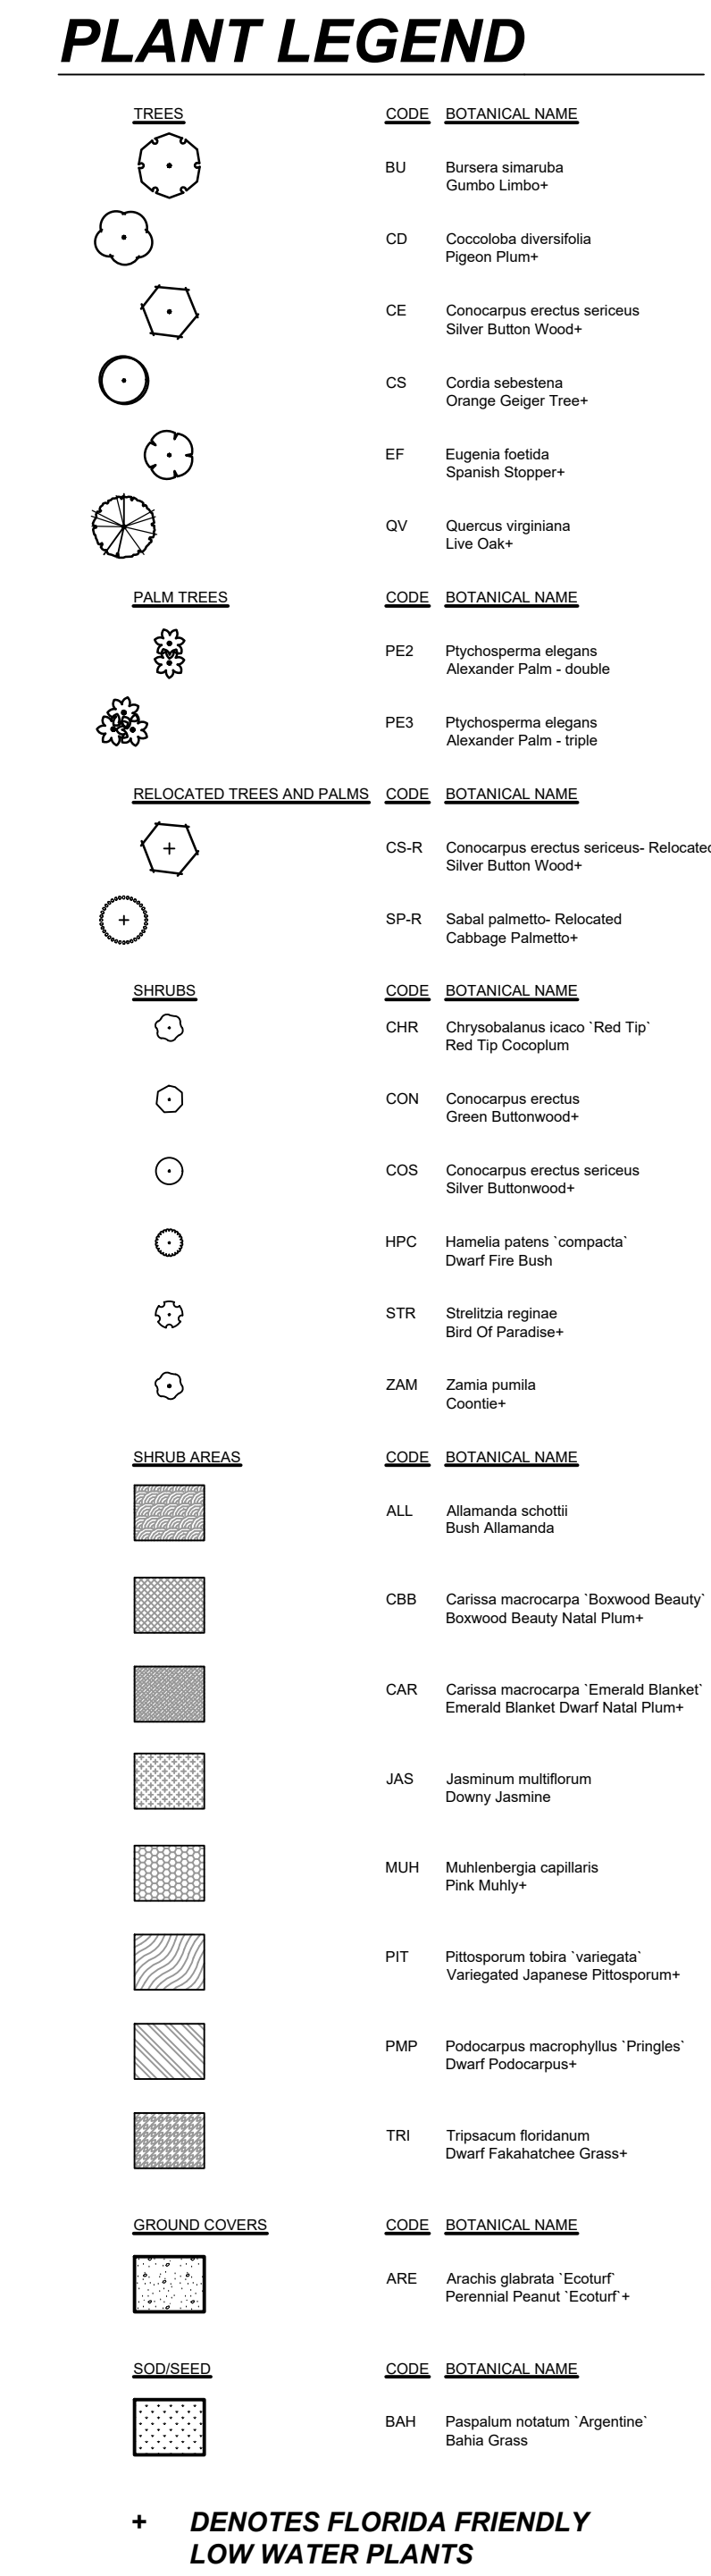 PLANT LEGEND
TREES CODE BOTANICAL NAME
BU Bursera simaruba
Gumbo Limbo+
CD Coccoloba diversifolia
Pigeon Plum+
CE Conocarpus erectus sericeus
Silver Button Wood+
CS Cordia sebestena
Orange Geiger Tree+
EF Eugenia foetida
Spanish Stopper+
QV Quercus virginiana
Live Oak+
PALM TREES CODE BOTANICAL NAME
PE2 Ptychosperma elegans
Alexander Palm - double
PE3 Ptychosperma elegans
Alexander Palm - triple
RELOCATED TREES AND PALMS CODE BOTANICAL NAME
CS-R Conocarpus erectus sericeus- Relocated
Silver Button Wood+
SP-R Sabal palmetto- Relocated
Cabbage Palmetto+
SHRUBS CODE BOTANICAL NAME
CHR Chrysobalanus icaco `Red Tip`
Red Tip Cocoplum
CON Conocarpus erectus
Green Buttonwood+
COS Conocarpus erectus sericeus
Silver Buttonwood+
HPC Hamelia patens `compacta`
Dwarf Fire Bush
STR Strelitzia reginae
Bird Of Paradise+
ZAM Zamia pumila
Coontie+
SHRUB AREAS CODE BOTANICAL NAME
ALL Allamanda schottii
Bush Allamanda
CBB Carissa macrocarpa `Boxwood Beauty`
Boxwood Beauty Natal Plum+
CAR Carissa macrocarpa `Emerald Blanket`
Emerald Blanket Dwarf Natal Plum+
JAS Jasminum multiflorum
Downy Jasmine
MUH Muhlenbergia capillaris
Pink Muhly+
PIT Pittosporum tobira `variegata`
Variegated Japanese Pittosporum+
PMP Podocarpus macrophyllus `Pringles`
Dwarf Podocarpus+
TRI Tripsacum floridanum
Dwarf Fakahatchee Grass+
GROUND COVERS CODE BOTANICAL NAME
ARE Arachis glabrata `Ecoturf`
Perennial Peanut `Ecoturf`+
SOD/SEED CODE BOTANICAL NAME
BAH Paspalum notatum `Argentine`
Bahia Grass
+ DENOTES FLORIDA FRIENDLY
LOW WATER PLANTS